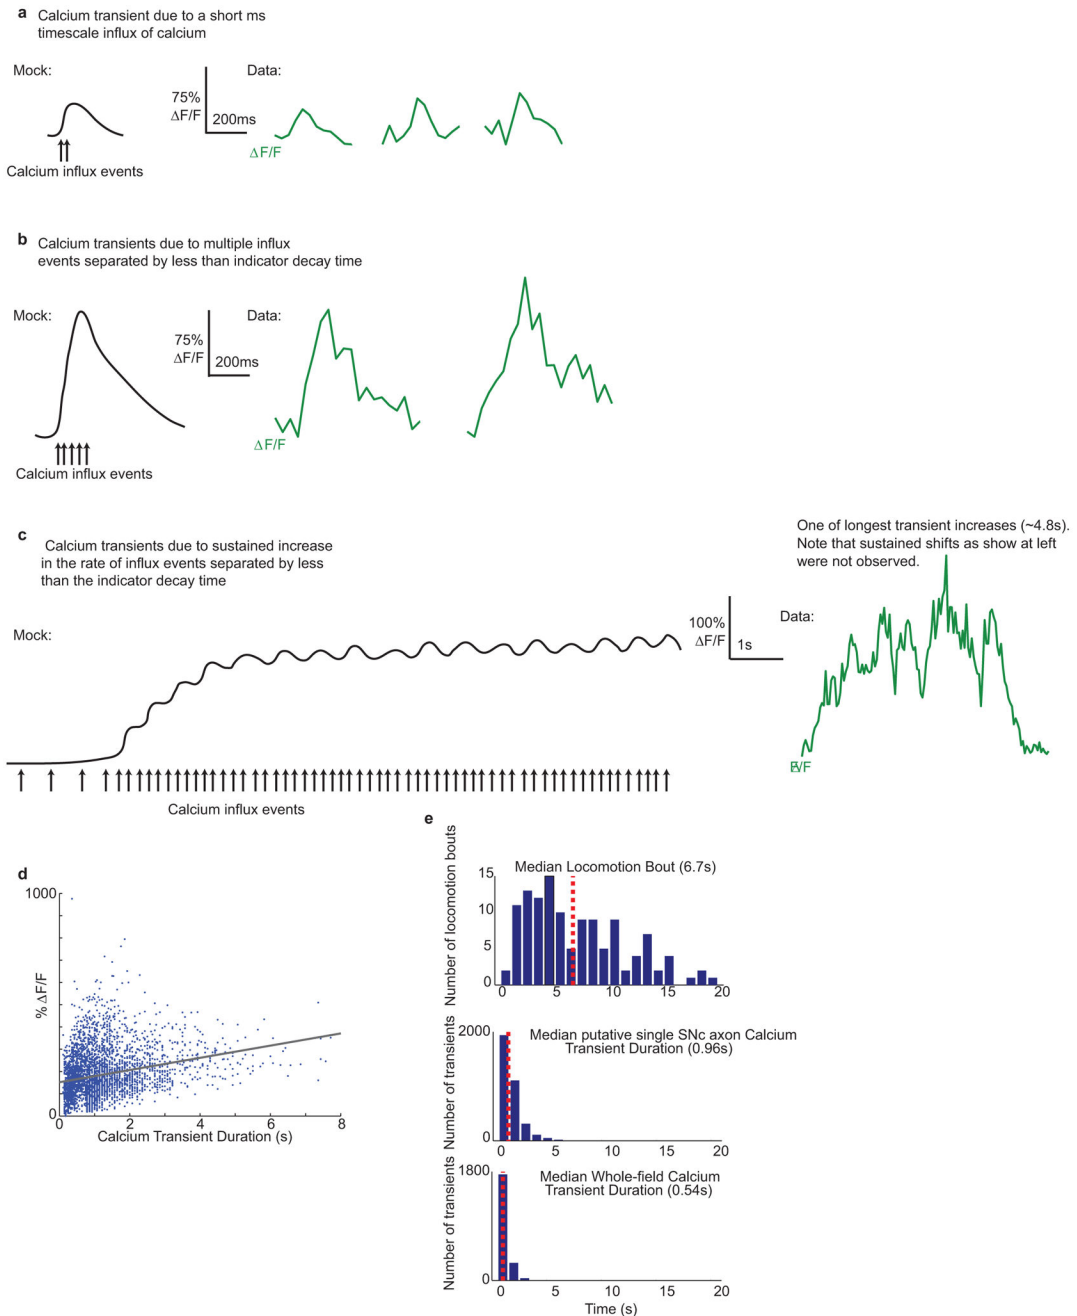 a Calcium transient due to a short ms
timescale influx of calcium
Mock:
75%
ΔF/F
200ms
Data:
ΔF/F
Calcium influx events
b Calcium transients due to multiple influx
events separated by less than indicator decay time
Mock:
75%
ΔF/F
200ms
Data:
ΔF/F
Calcium influx events
c Calcium transients due to sustained increase
in the rate of influx events separated by less
than the indicator decay time
Mock:
100%
ΔF/F
1s
One of longest transient increases (~4.8s).
Note that sustained shifts as show at left
were not observed.
Data:
/F
Calcium influx events
d
1000
% ΔF/F
0
0 2 4 6 8
Calcium Transient Duration (s)
e
Number of locomotion bouts
Median Locomotion Bout (6.7s)
15
10
5
0
0 5 10 15 20
Number of transients
2000
Median putative single SNc axon Calcium
Transient Duration (0.96s)
0
0 5 10 15 20
Number of transients
1800
Median Whole-field Calcium
Transient Duration (0.54s)
0
0 5 10 15 20
Time (s)